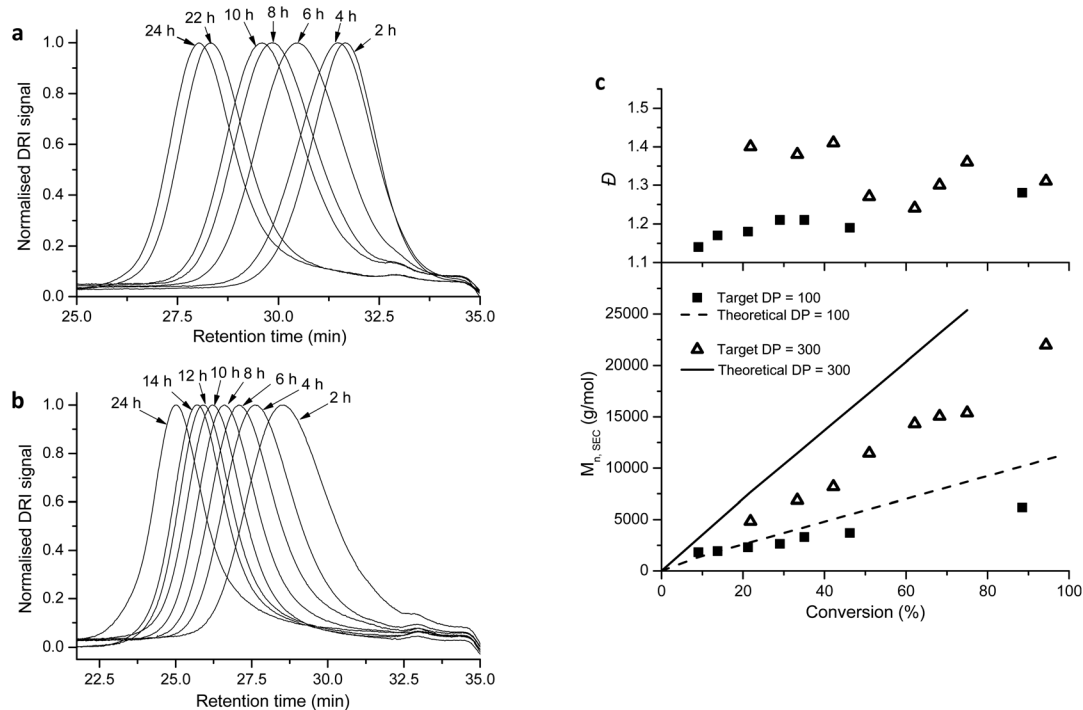 a
24 h 22 h 10 h 8 h 6 h 4 h 2 h
1.0
0.8
0.6
0.4
0.2
0.0
Normalised DRI signal
25.0 27.5 30.0 32.5 35.0
Retention time (min)
b
24 h 14 h 12 h 10 h 8 h 6 h 4 h 2 h
1.0
0.8
0.6
0.4
0.2
0.0
Normalised DRI signal
22.5 25.0 27.5 30.0 32.5 35.0
Retention time (min)
c
1.5
1.4
1.3
1.2
1.1
Đ
Target DP = 100
Theoretical DP = 100
Target DP = 300
Theoretical DP = 300
25000
20000
15000
10000
5000
0
Mn, SEC (g/mol)
0 20 40 60 80 100
Conversion (%)